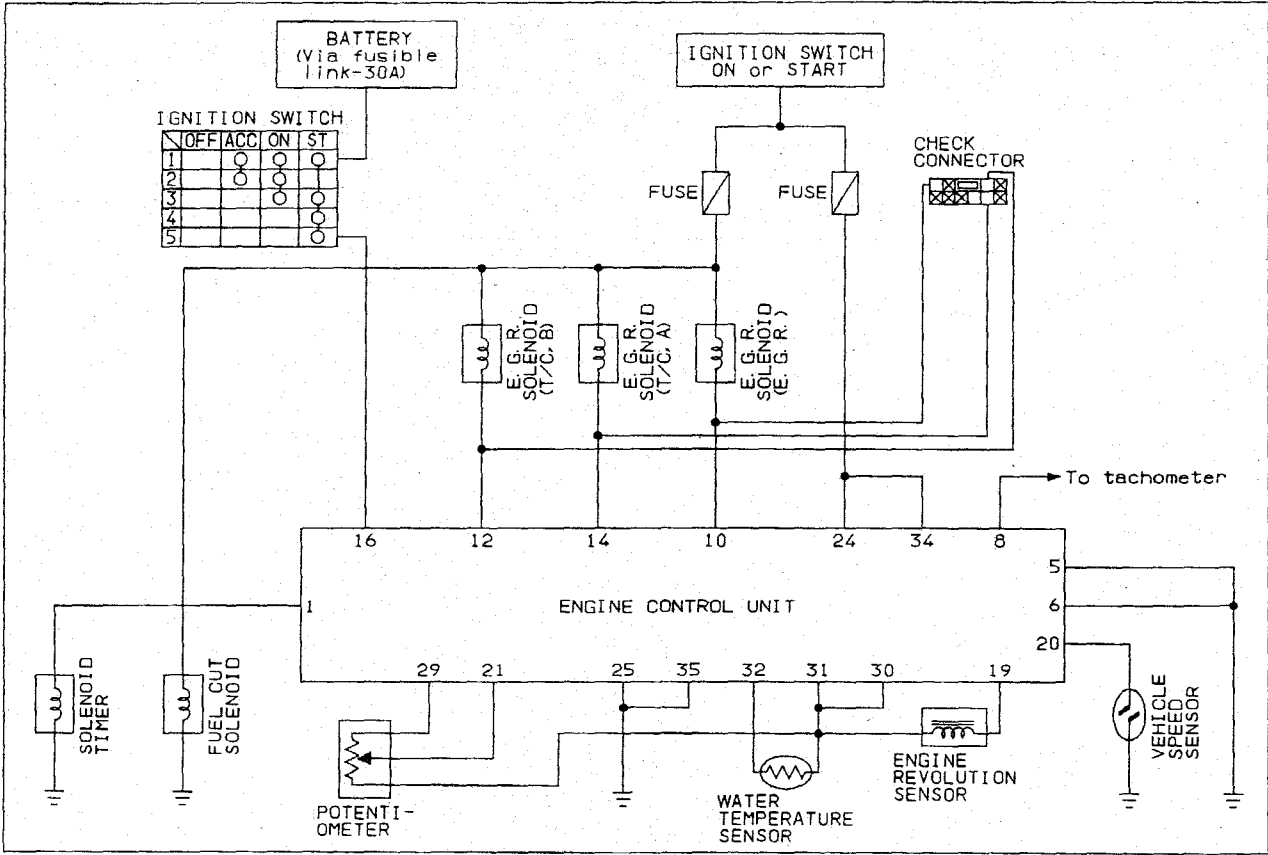 BATTERY
(Via fusible
link-30A)
IGNITION SWITCH
ON or START
IGNITION SWITCH
OFF ACC ON ST
1
2
3
4
5
CHECK
CONNECTOR
FUSE
FUSE
E. G. R.
SOLENOID
(T/C, B)
E. G. R.
SOLENOID
(T/C, A)
E. G. R.
SOLENOID
(E. G. R.)
To tachometer
16 12 14 10 24 34 8
5
1
ENGINE CONTROL UNIT
6
20
29 21 25 35 32 31 30 19
SOLENOID
TIMER
FUEL CUT
SOLENOID
VEHICLE
SPEED
SENSOR
POTENTI-
OMETER
WATER
TEMPERATURE
SENSOR
ENGINE
REVOLUTION
SENSOR